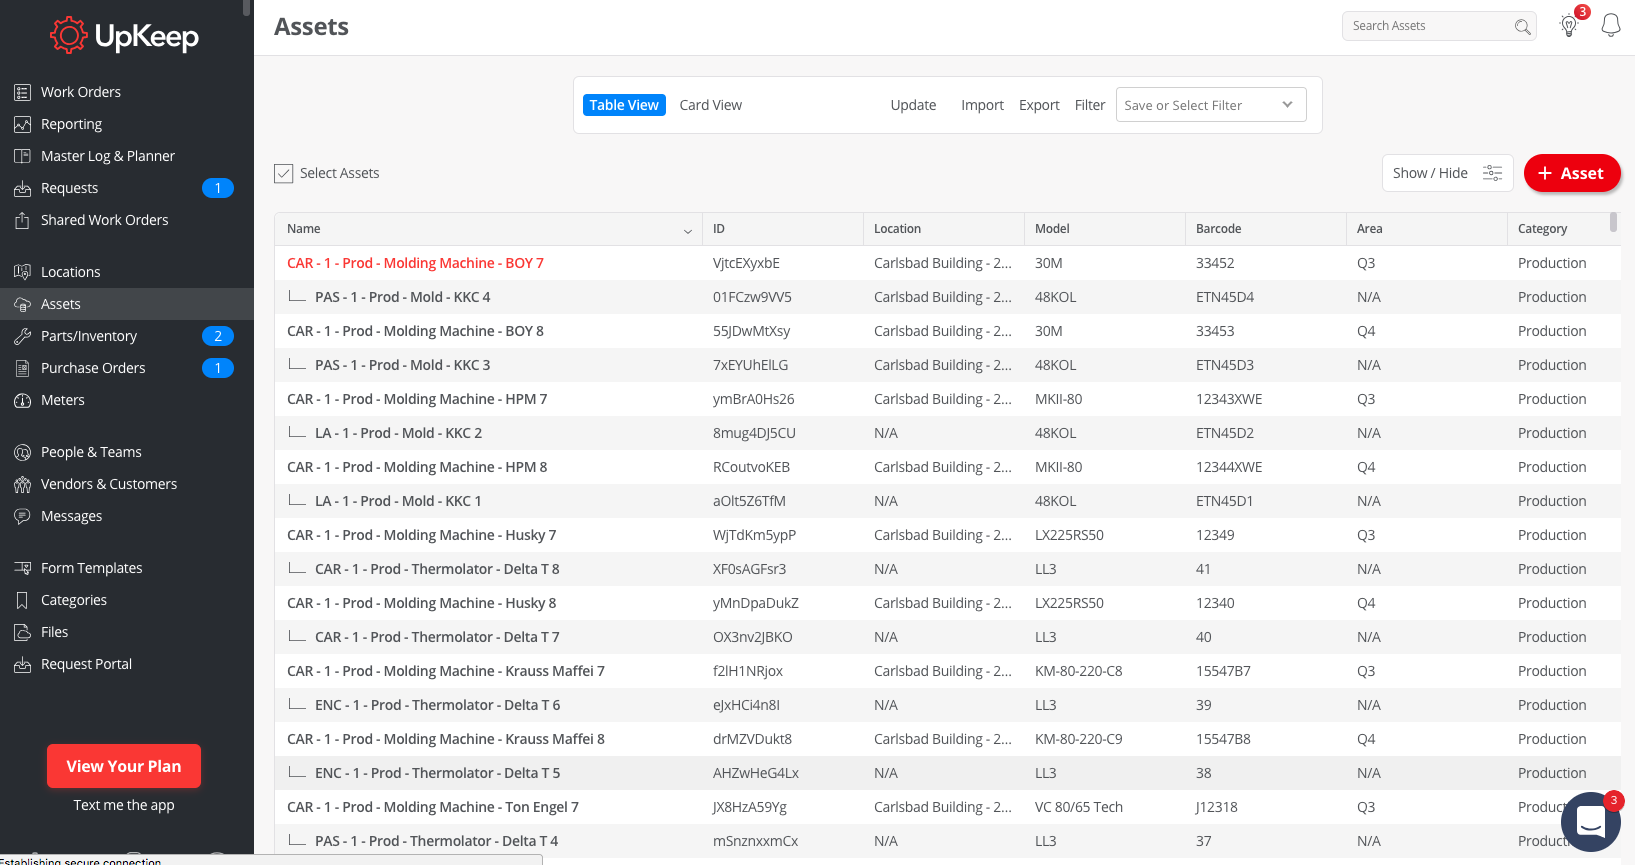 UpKeep
Assets
Search Assets
3
Work Orders
Reporting
Master Log & Planner
Requests 1
Shared Work Orders
Locations
Assets
Parts/Inventory 2
Purchase Orders 1
Meters
People & Teams
Vendors & Customers
Messages
Form Templates
Categories
Files
Request Portal
View Your Plan
Text me the app
Establishing secure connection
Table View Card View Update Import Export Filter Save or Select Filter
Select Assets Show / Hide + Asset
Name ID Location Model Barcode Area Category
CAR - 1 - Prod - Molding Machine - BOY 7 VjtcEXyxbE Carlsbad Building - 2... 30M 33452 Q3 Production
PAS - 1 - Prod - Mold - KKC 4 01FCzw9VV5 Carlsbad Building - 2... 48KOL ETN45D4 N/A Production
CAR - 1 - Prod - Molding Machine - BOY 8 55JDwMtXsy Carlsbad Building - 2... 30M 33453 Q4 Production
PAS - 1 - Prod - Mold - KKC 3 7xEYUhElLG Carlsbad Building - 2... 48KOL ETN45D3 N/A Production
CAR - 1 - Prod - Molding Machine - HPM 7 ymBrA0Hs26 Carlsbad Building - 2... MKII-80 12343XWE Q3 Production
LA - 1 - Prod - Mold - KKC 2 8mug4DJ5CU N/A 48KOL ETN45D2 N/A Production
CAR - 1 - Prod - Molding Machine - HPM 8 RCoutvoKEB Carlsbad Building - 2... MKII-80 12344XWE Q4 Production
LA - 1 - Prod - Mold - KKC 1 aOlt5Z6TfM N/A 48KOL ETN45D1 N/A Production
CAR - 1 - Prod - Molding Machine - Husky 7 WjTdKm5ypP Carlsbad Building - 2... LX225RS50 12349 Q3 Production
CAR - 1 - Prod - Thermolator - Delta T 8 XF0sAGFsr3 N/A LL3 41 N/A Production
CAR - 1 - Prod - Molding Machine - Husky 8 yMnDpaDukZ Carlsbad Building - 2... LX225RS50 12340 Q4 Production
CAR - 1 - Prod - Thermolator - Delta T 7 OX3nv2JBKO N/A LL3 40 N/A Production
CAR - 1 - Prod - Molding Machine - Krauss Maffei 7 f2lH1NRjox Carlsbad Building - 2... KM-80-220-C8 15547B7 Q3 Production
ENC - 1 - Prod - Thermolator - Delta T 6 eJxHCi4n8I N/A LL3 39 N/A Production
CAR - 1 - Prod - Molding Machine - Krauss Maffei 8 drMZVDukt8 Carlsbad Building - 2... KM-80-220-C9 15547B8 Q4 Production
ENC - 1 - Prod - Thermolator - Delta T 5 AHZwHeG4Lx N/A LL3 38 N/A Production
CAR - 1 - Prod - Molding Machine - Ton Engel 7 JX8HzA59Yg Carlsbad Building - 2... VC 80/65 Tech J12318 Q3 Produc
PAS - 1 - Prod - Thermolator - Delta T 4 mSnznxxmCx N/A LL3 37 N/A Product
3